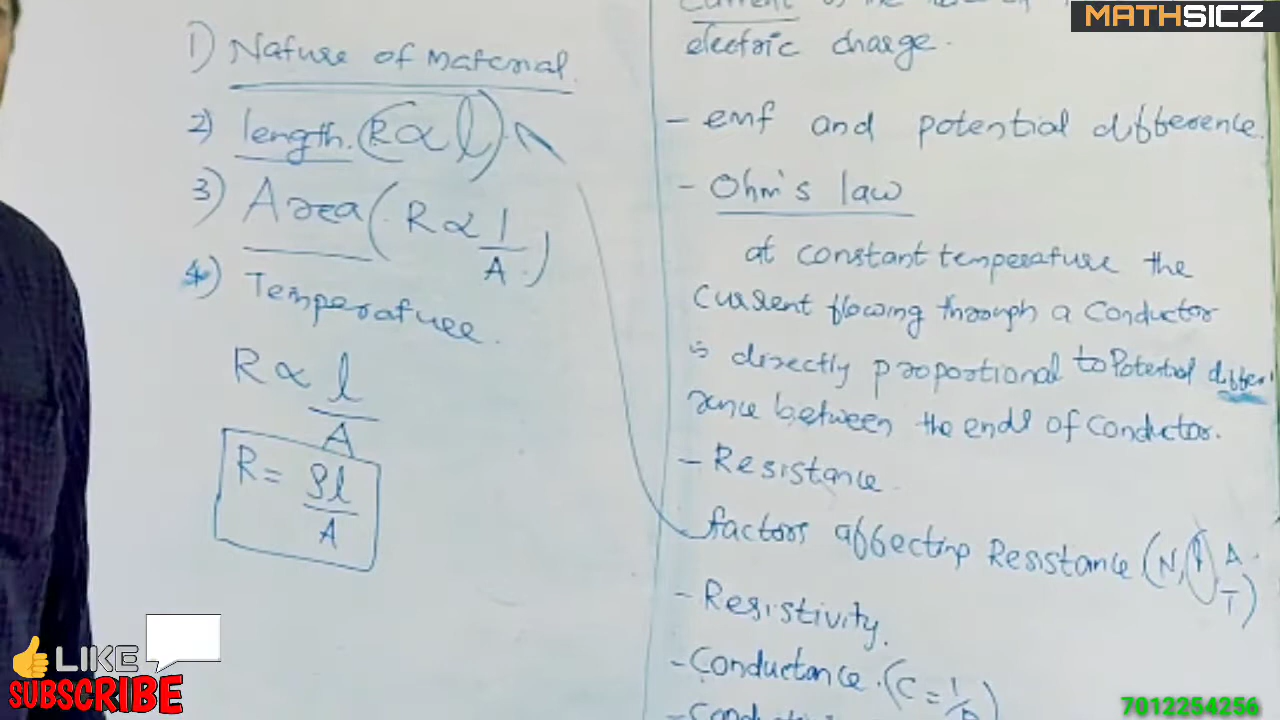 1) Nature of material.
2) length. (R ∝ l)
3) Area (R ∝ 1/A)
4) Temperature.
R ∝ l/A
R = ρl/A
electric charge.
- emf and potential difference.
- Ohm's law
at constant temperature the
Current flowing through a Conductor
is directly proportional to Potential differ
rence between the ends of Conductor.
- Resistance.
factors affecting Resistance (N, l, A, T)
- Resistivity.
- Conductance. (C = 1/R)
MATHSICZ
LIKE
SUBSCRIBE
7012254256